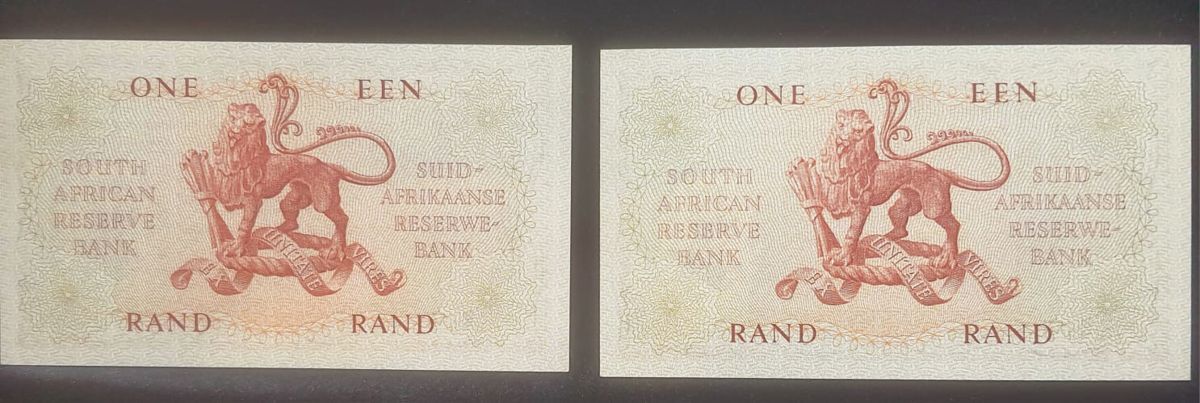 ONE EEN
SOUTH
AFRICAN
RESERVE
BANK
SUID-
AFRIKAANSE
RESERWE-
BANK
EX UNITATE VIRES
RAND RAND
ONE EEN
SOUTH
AFRICAN
RESERVE
BANK
SUID-
AFRIKAANSE
RESERWE-
BANK
EX UNITATE VIRES
RAND RAND